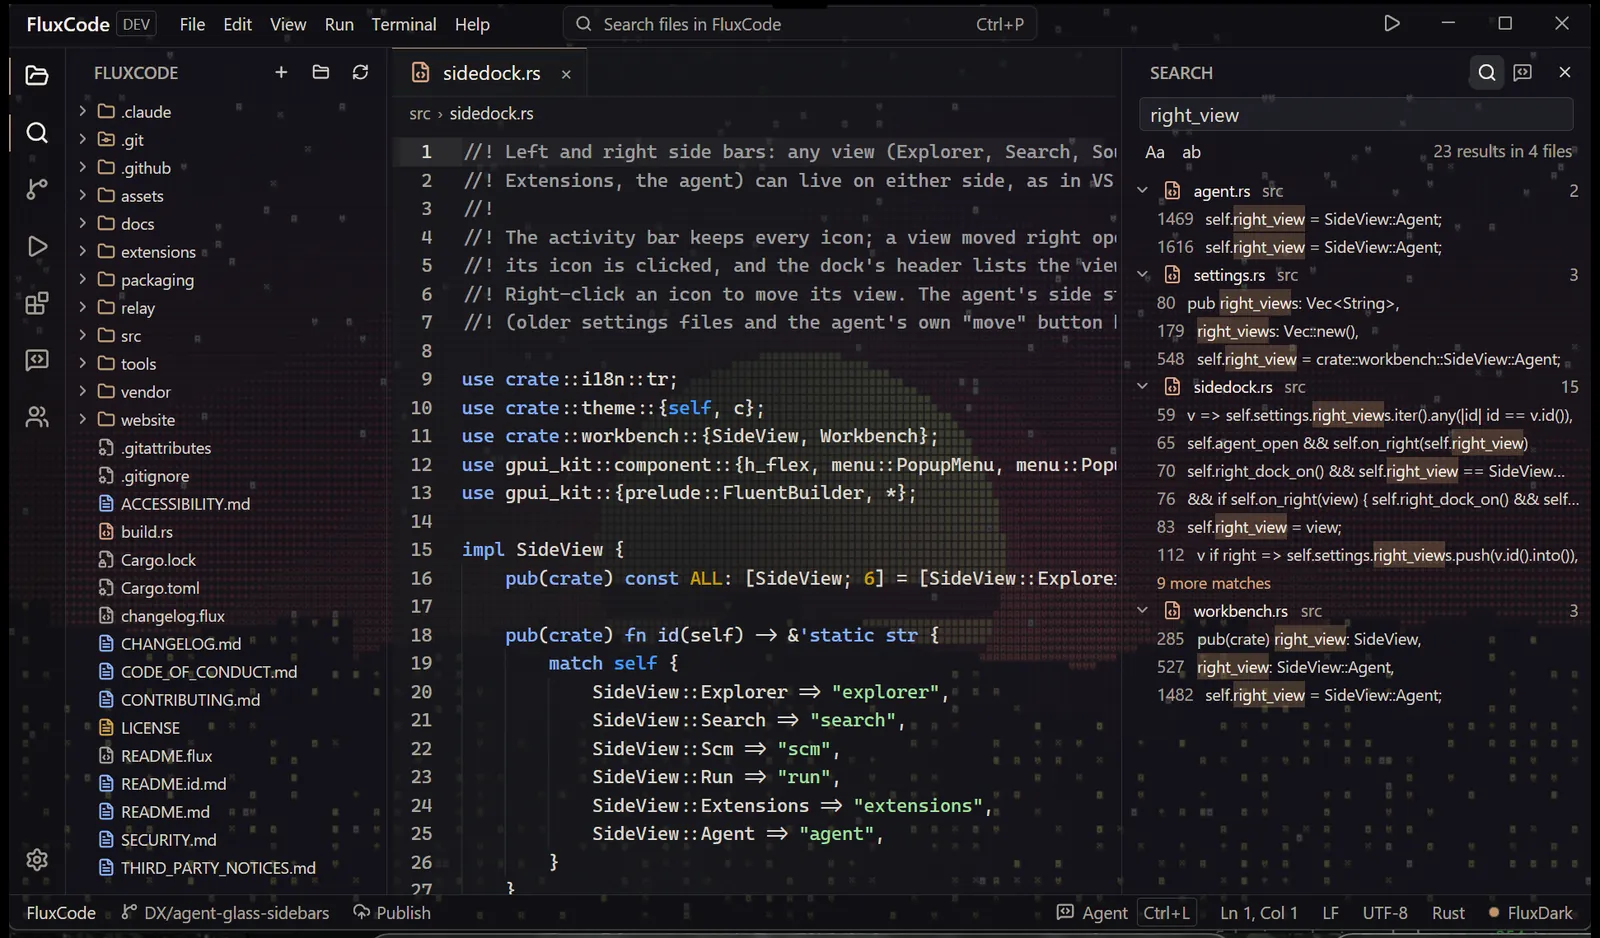 FluxCode DEV File Edit View Run Terminal Help Search files in FluxCode Ctrl+P
FLUXCODE
.claude
.git
.github
assets
docs
extensions
packaging
relay
src
tools
vendor
website
.gitattributes
.gitignore
ACCESSIBILITY.md
build.rs
Cargo.lock
Cargo.toml
changelog.flux
CHANGELOG.md
CODE_OF_CONDUCT.md
CONTRIBUTING.md
LICENSE
README.flux
README.id.md
README.md
SECURITY.md
THIRD_PARTY_NOTICES.md
sidedock.rs ×
src › sidedock.rs
1 //! Left and right side bars: any view (Explorer, Search, So
2 //! Extensions, the agent) can live on either side, as in VS
3 //!
4 //! The activity bar keeps every icon; a view moved right op
5 //! its icon is clicked, and the dock's header lists the vie
6 //! Right-click an icon to move its view. The agent's side s
7 //! (older settings files and the agent's own "move" button
8
9 use crate::i18n::tr;
10 use crate::theme::{self, c};
11 use crate::workbench::{SideView, Workbench};
12 use gpui_kit::component::{h_flex, menu::PopupMenu, menu::Pop
13 use gpui_kit::{prelude::FluentBuilder, *};
14
15 impl SideView {
16 pub(crate) const ALL: [SideView; 6] = [SideView::Explore
17
18 pub(crate) fn id(self) -> &'static str {
19 match self {
20 SideView::Explorer => "explorer",
21 SideView::Search => "search",
22 SideView::Scm => "scm",
23 SideView::Run => "run",
24 SideView::Extensions => "extensions",
25 SideView::Agent => "agent",
26 }
27 }
SEARCH
right_view
Aa ab 23 results in 4 files
agent.rs src 2
1469 self.right_view = SideView::Agent;
1616 self.right_view = SideView::Agent;
settings.rs src 3
80 pub right_views: Vec<String>,
179 right_views: Vec::new(),
548 self.right_view = crate::workbench::SideView::Agent;
sidedock.rs src 15
59 v => self.settings.right_views.iter().any(|id| id == v.id()),
65 self.agent_open && self.on_right(self.right_view)
70 self.right_dock_on() && self.right_view == SideView...
76 && if self.on_right(view) { self.right_dock_on() && self...
83 self.right_view = view;
112 v if right => self.settings.right_views.push(v.id().into()),
9 more matches
workbench.rs src 3
285 pub(crate) right_view: SideView,
527 right_view: SideView::Agent,
1482 self.right_view = SideView::Agent;
FluxCode DX/agent-glass-sidebars Publish Agent Ctrl+L Ln 1, Col 1 LF UTF-8 Rust FluxDark